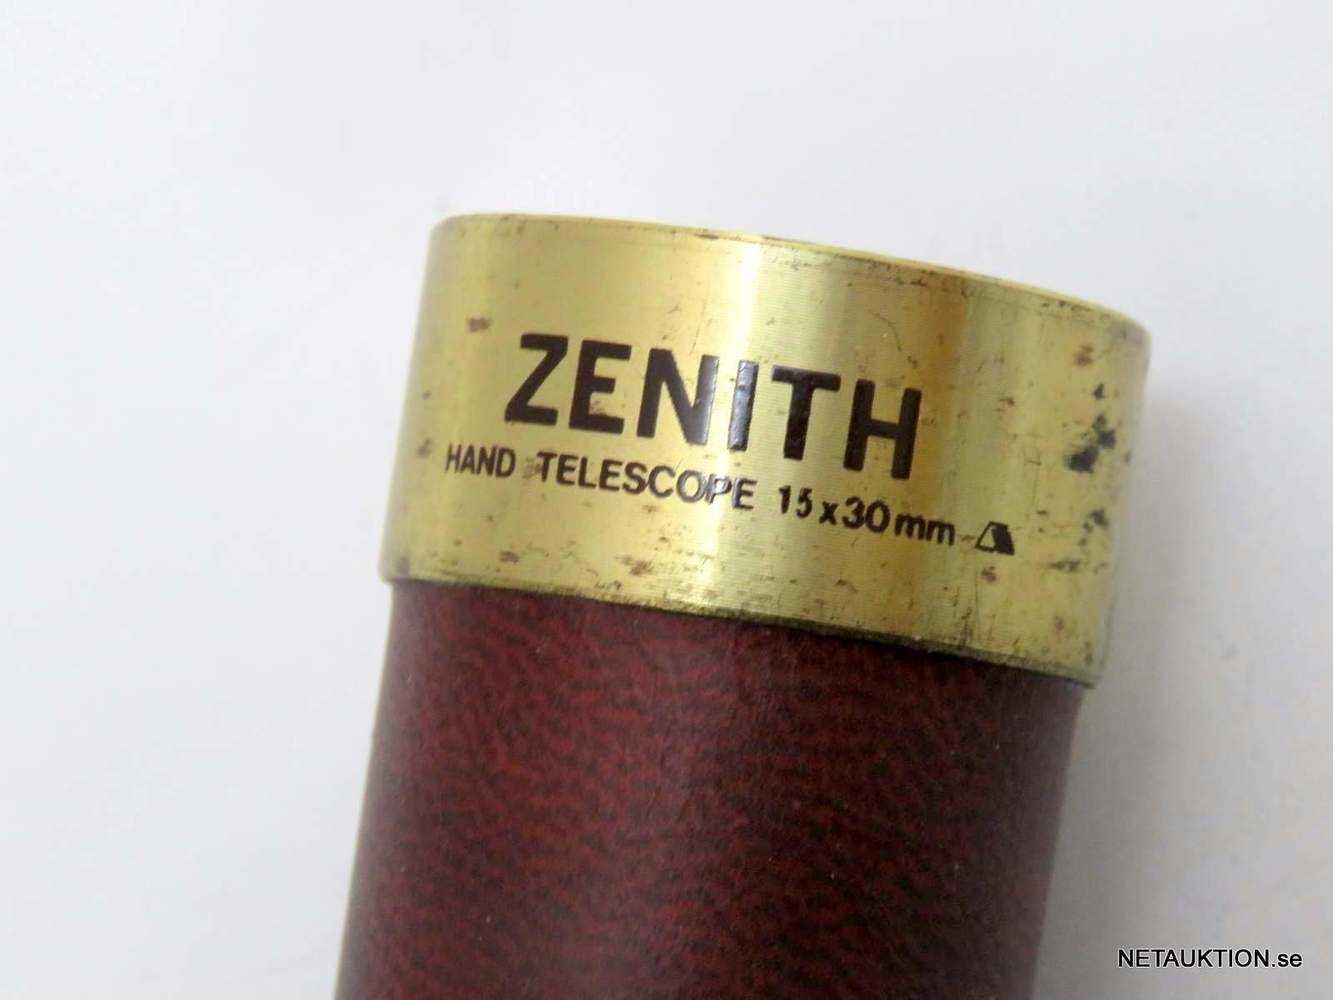 ZENITH
HAND TELESCOPE 15x30mm
NETAUKTION.se